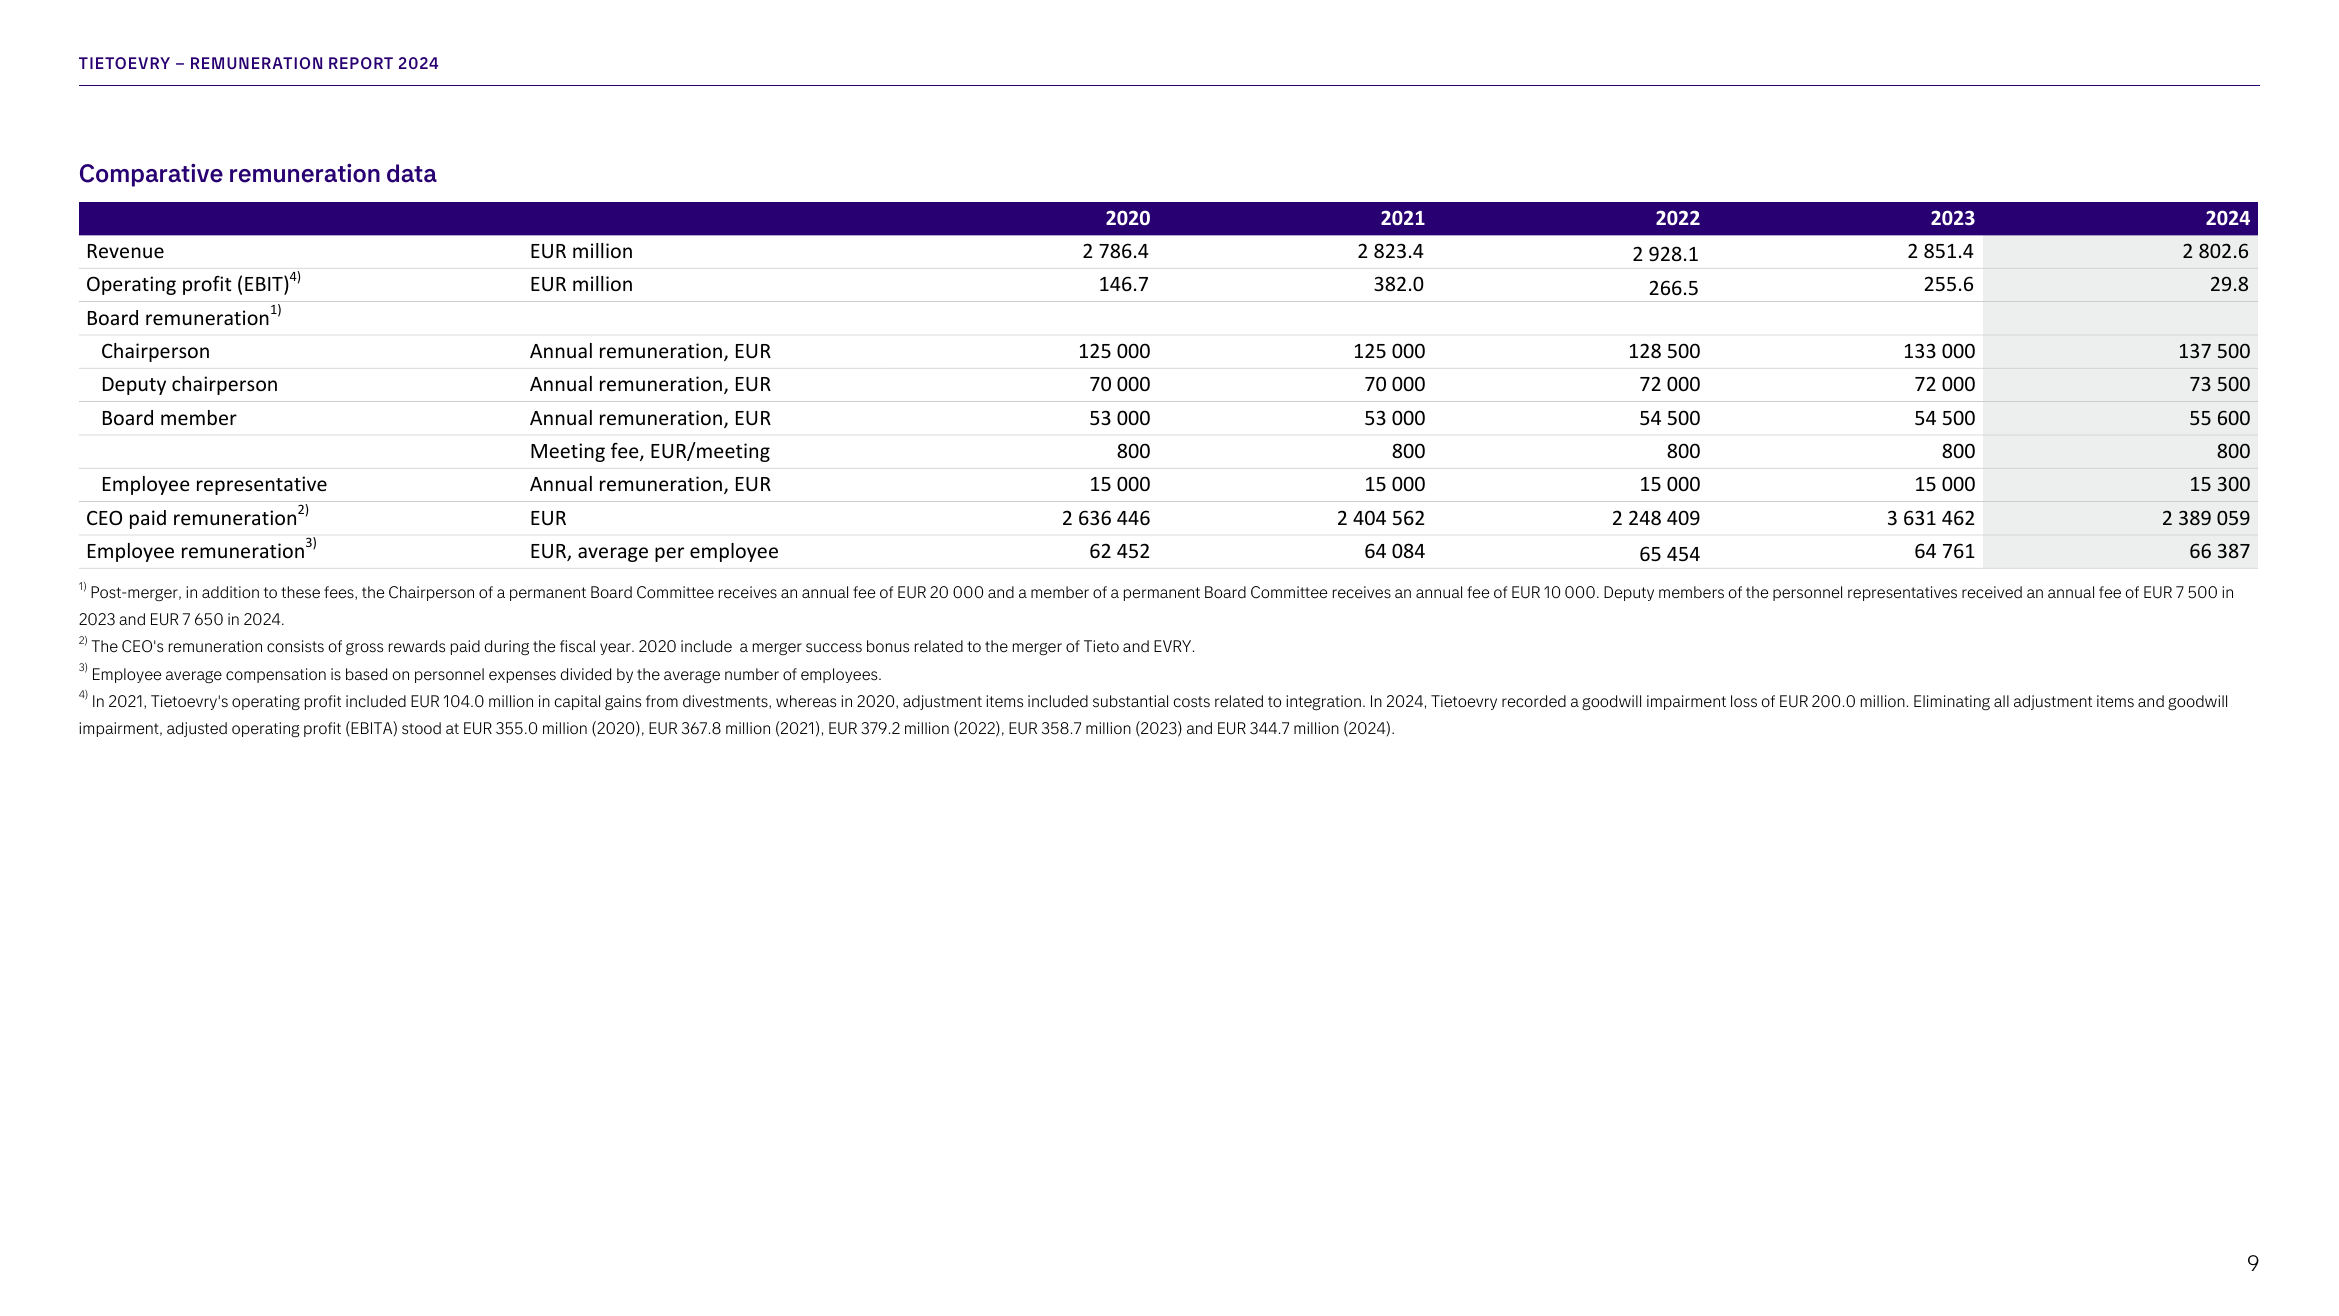 TIETOEVRY – REMUNERATION REPORT 2024
Comparative remuneration data
2020 2021 2022 2023 2024
Revenue EUR million 2 786.4 2 823.4 2 928.1 2 851.4 2 802.6
Operating profit (EBIT)4) EUR million 146.7 382.0 266.5 255.6 29.8
Board remuneration1)
Chairperson Annual remuneration, EUR 125 000 125 000 128 500 133 000 137 500
Deputy chairperson Annual remuneration, EUR 70 000 70 000 72 000 72 000 73 500
Board member Annual remuneration, EUR 53 000 53 000 54 500 54 500 55 600
Meeting fee, EUR/meeting 800 800 800 800 800
Employee representative Annual remuneration, EUR 15 000 15 000 15 000 15 000 15 300
CEO paid remuneration2) EUR 2 636 446 2 404 562 2 248 409 3 631 462 2 389 059
Employee remuneration3) EUR, average per employee 62 452 64 084 65 454 64 761 66 387
1) Post-merger, in addition to these fees, the Chairperson of a permanent Board Committee receives an annual fee of EUR 20 000 and a member of a permanent Board Committee receives an annual fee of EUR 10 000. Deputy members of the personnel representatives received an annual fee of EUR 7 500 in
2023 and EUR 7 650 in 2024.
2) The CEO's remuneration consists of gross rewards paid during the fiscal year. 2020 include  a merger success bonus related to the merger of Tieto and EVRY.
3) Employee average compensation is based on personnel expenses divided by the average number of employees.
4) In 2021, Tietoevry's operating profit included EUR 104.0 million in capital gains from divestments, whereas in 2020, adjustment items included substantial costs related to integration. In 2024, Tietoevry recorded a goodwill impairment loss of EUR 200.0 million. Eliminating all adjustment items and goodwill
impairment, adjusted operating profit (EBITA) stood at EUR 355.0 million (2020), EUR 367.8 million (2021), EUR 379.2 million (2022), EUR 358.7 million (2023) and EUR 344.7 million (2024).
9